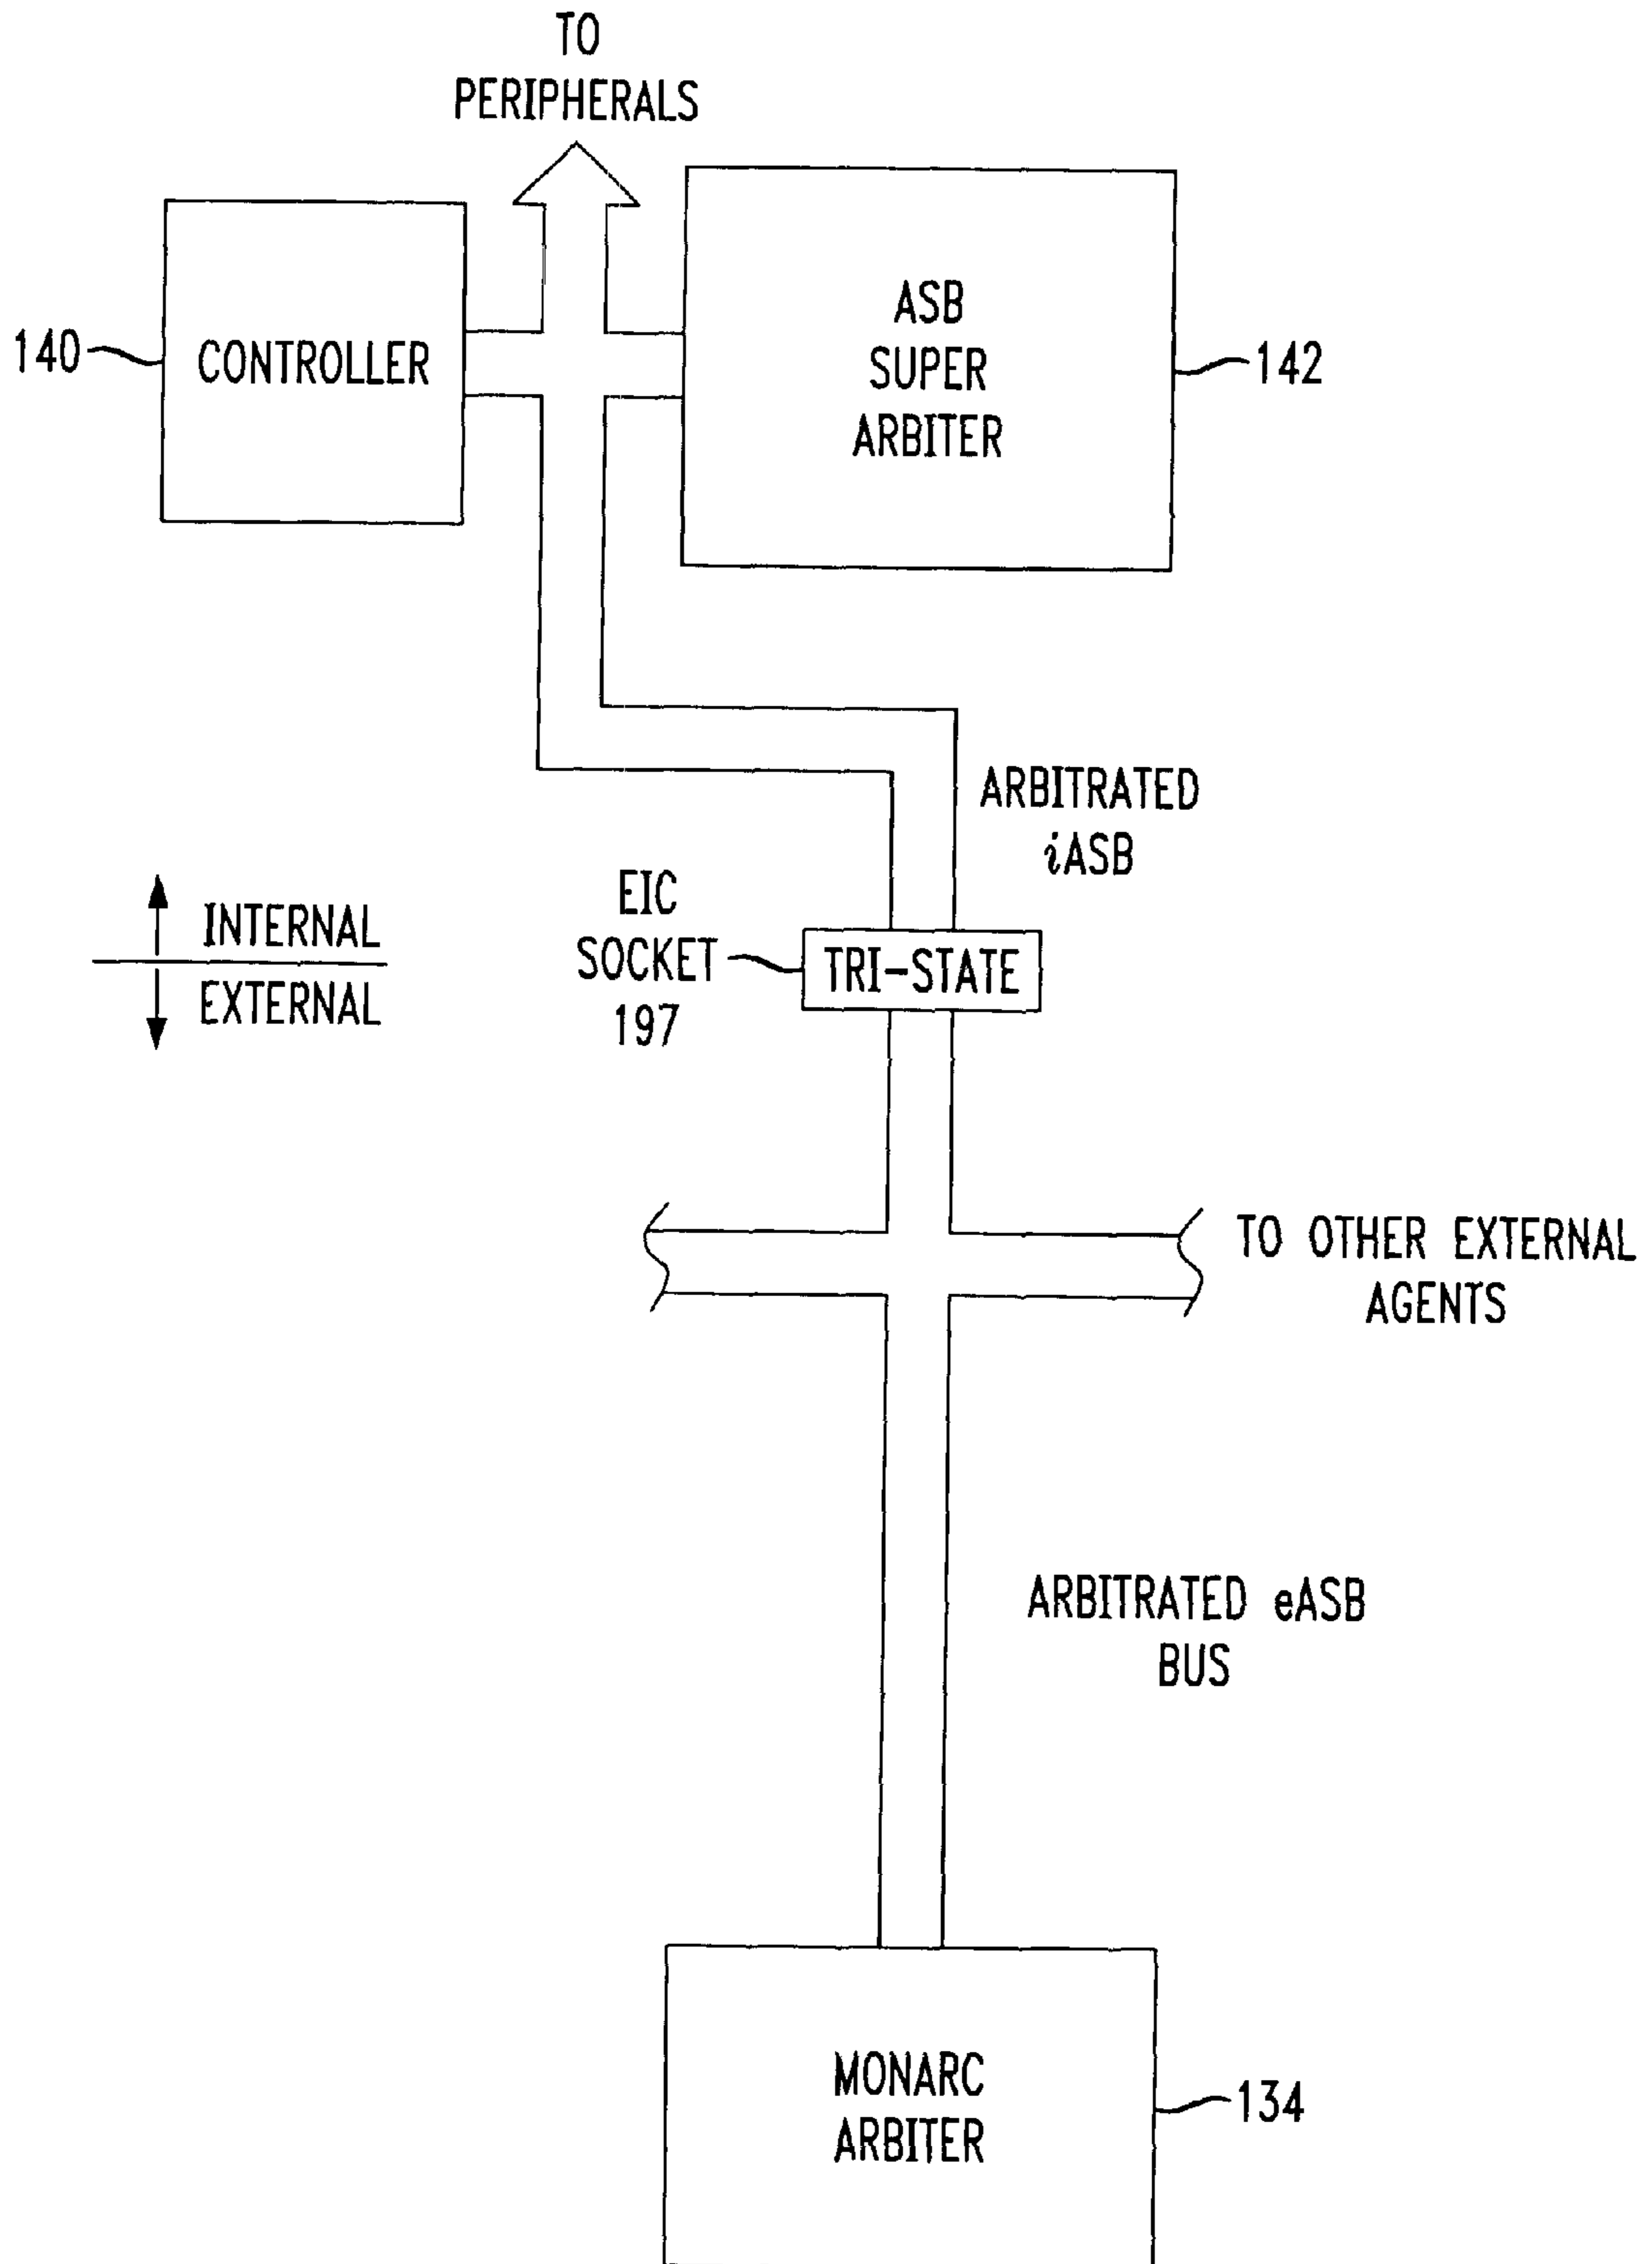 TO
PERIPHERALS
140
CONTROLLER
ASB
SUPER
ARBITER
142
ARBITRATED
iASB
INTERNAL
EXTERNAL
EIC
SOCKET
197
TRI-STATE
TO OTHER EXTERNAL
AGENTS
ARBITRATED eASB
BUS
MONARC
ARBITER
134